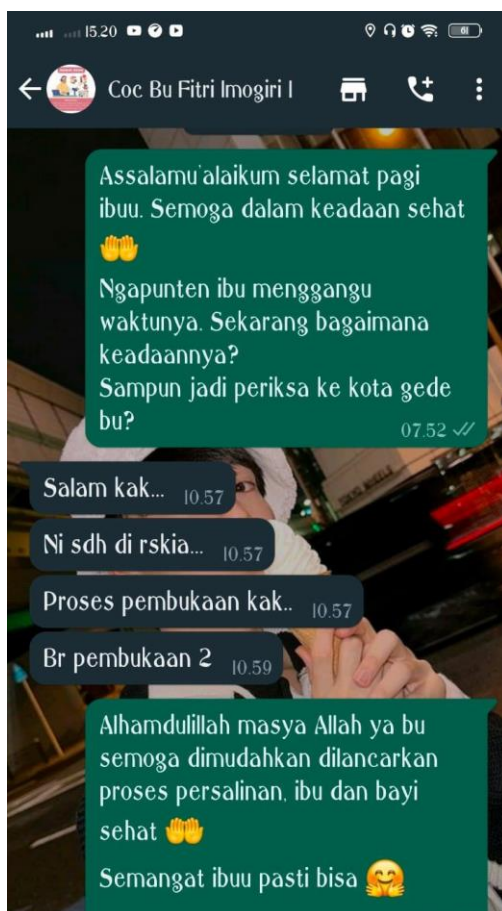 15.20
61
Coc Bu Fitri Imogiri I
Assalamu'alaikum selamat pagi
ibuu. Semoga dalam keadaan sehat
🤲
Ngapunten ibu menggangu
waktunya. Sekarang bagaimana
keadaannya?
Sampun jadi periksa ke kota gede
bu?
07.52
Salam kak... 10.57
Ni sdh di rskia... 10.57
Proses pembukaan kak.. 10.57
Br pembukaan 2 10.59
Alhamdulillah masya Allah ya bu
semoga dimudahkan dilancarkan
proses persalinan, ibu dan bayi
sehat 🤲
Semangat ibuu pasti bisa 🤗